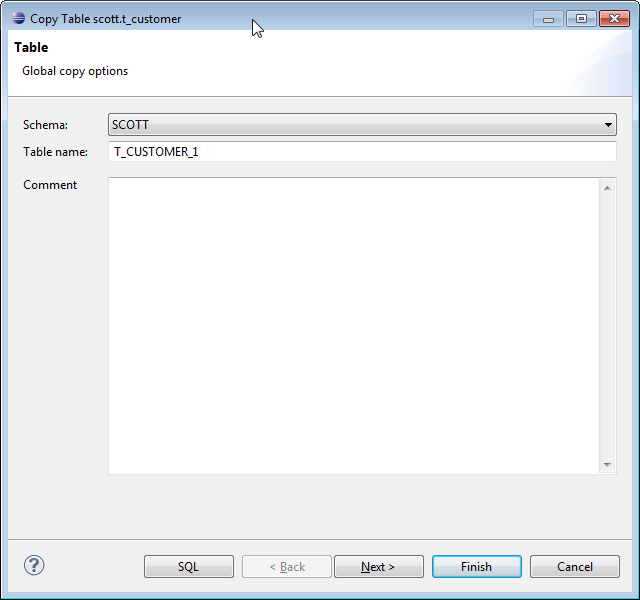 Copy Table scott.t_customer
Table
Global copy options
Schema: SCOTT
Table name: T_CUSTOMER_1
Comment
? SQL < Back Next > Finish Cancel